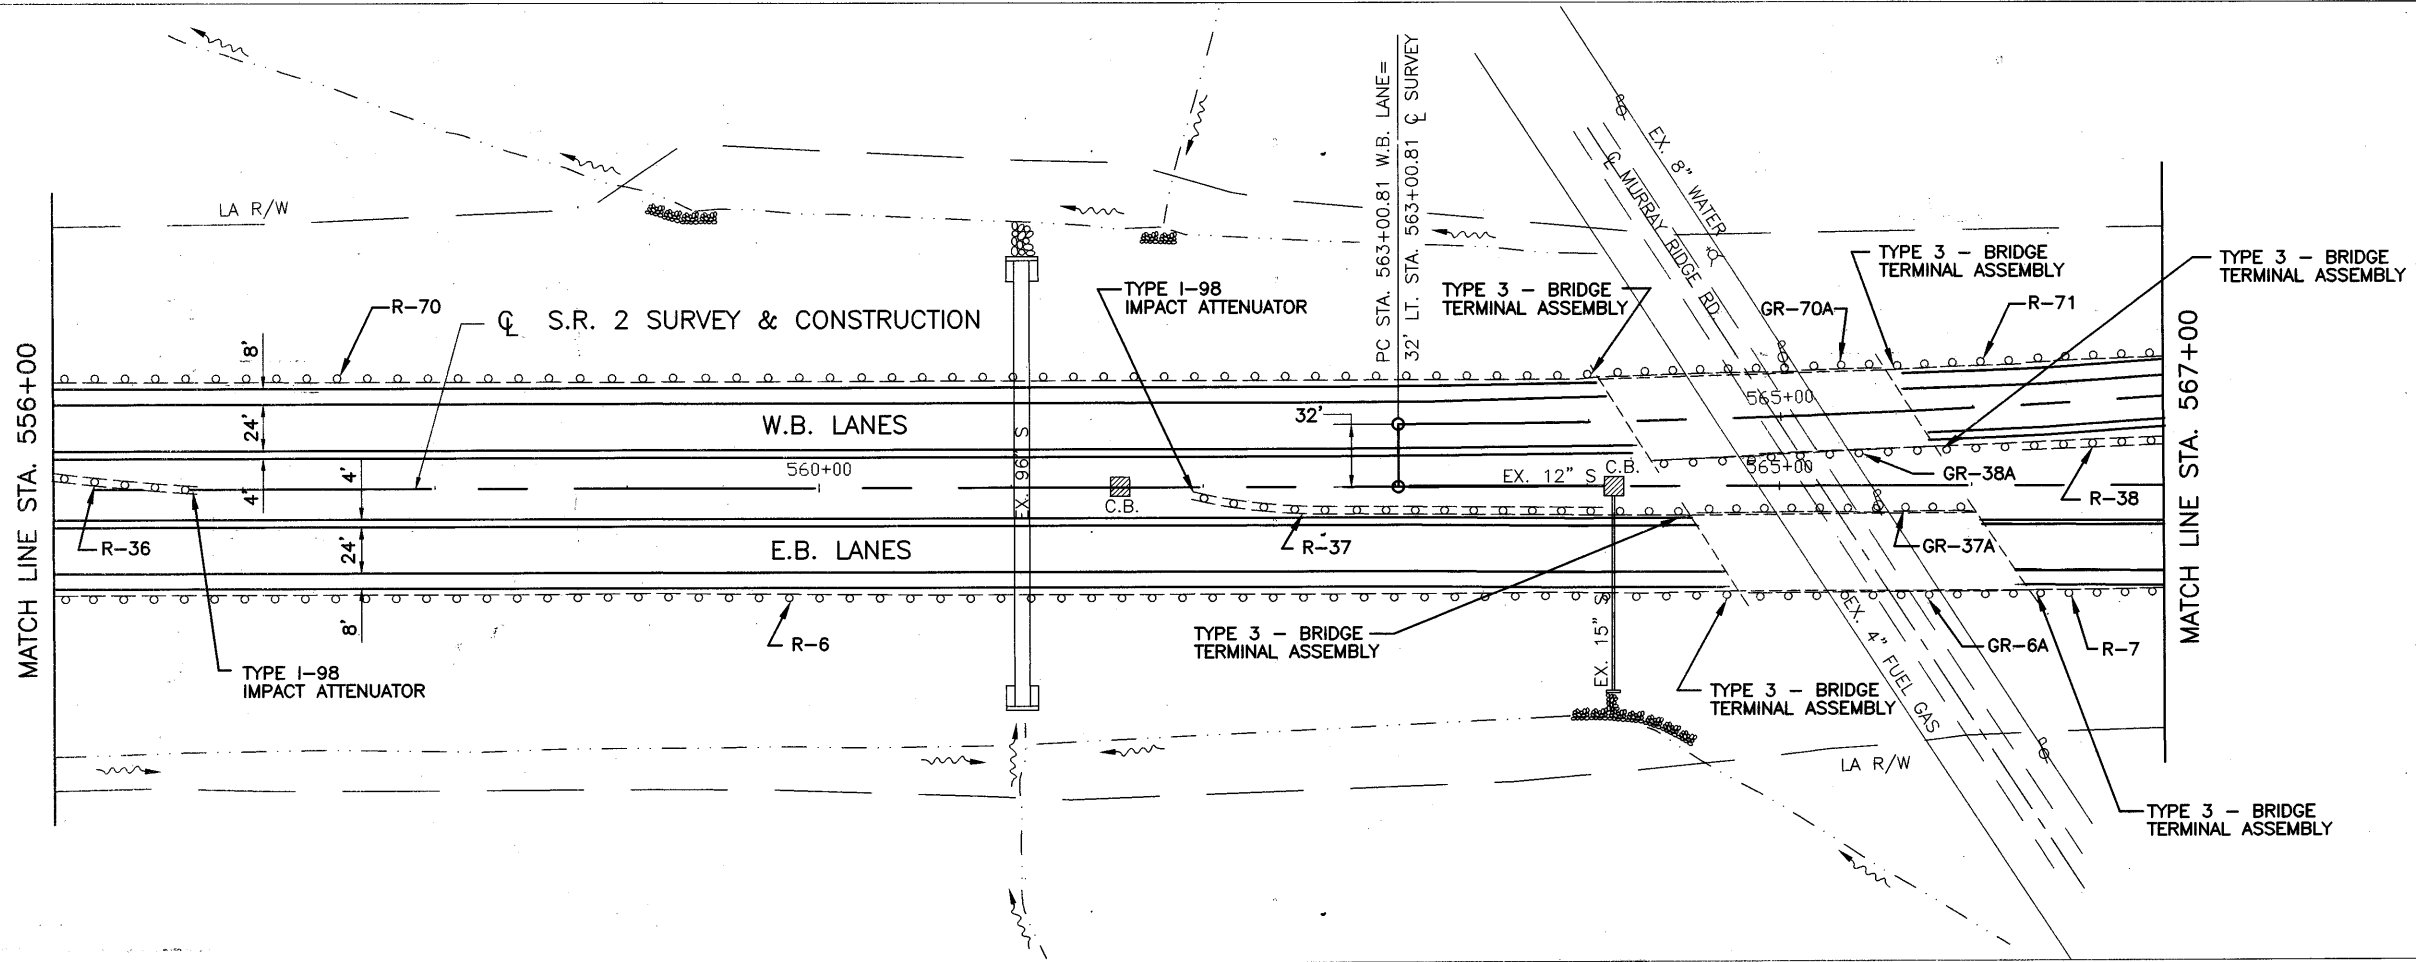 MATCH LINE STA. 556+00
LA R/W
PC STA. 563+00.81 W.B. LANE=
32' LT. STA. 563+00.81 ℄ SURVEY
EX. 8" WATER
℄ MURRAY RIDGE RD.
TYPE 3 - BRIDGE
TERMINAL ASSEMBLY
TYPE 3 - BRIDGE
TERMINAL ASSEMBLY
TYPE I-98
IMPACT ATTENUATOR
TYPE 3 - BRIDGE
TERMINAL ASSEMBLY
R-70
℄ S.R. 2 SURVEY & CONSTRUCTION
GR-70A
R-71
8'
24'
4'
4'
24'
8'
W.B. LANES
32'
565+00
560+00
EX. 96" S
C.B.
EX. 12" S
C.B.
565+00
GR-38A
R-38
R-36
E.B. LANES
R-37
GR-37A
MATCH LINE STA. 567+00
TYPE I-98
IMPACT ATTENUATOR
R-6
TYPE 3 - BRIDGE
TERMINAL ASSEMBLY
EX. 15" S
EX. 4" FUEL GAS
GR-6A
R-7
TYPE 3 - BRIDGE
TERMINAL ASSEMBLY
LA R/W
TYPE 3 - BRIDGE
TERMINAL ASSEMBLY